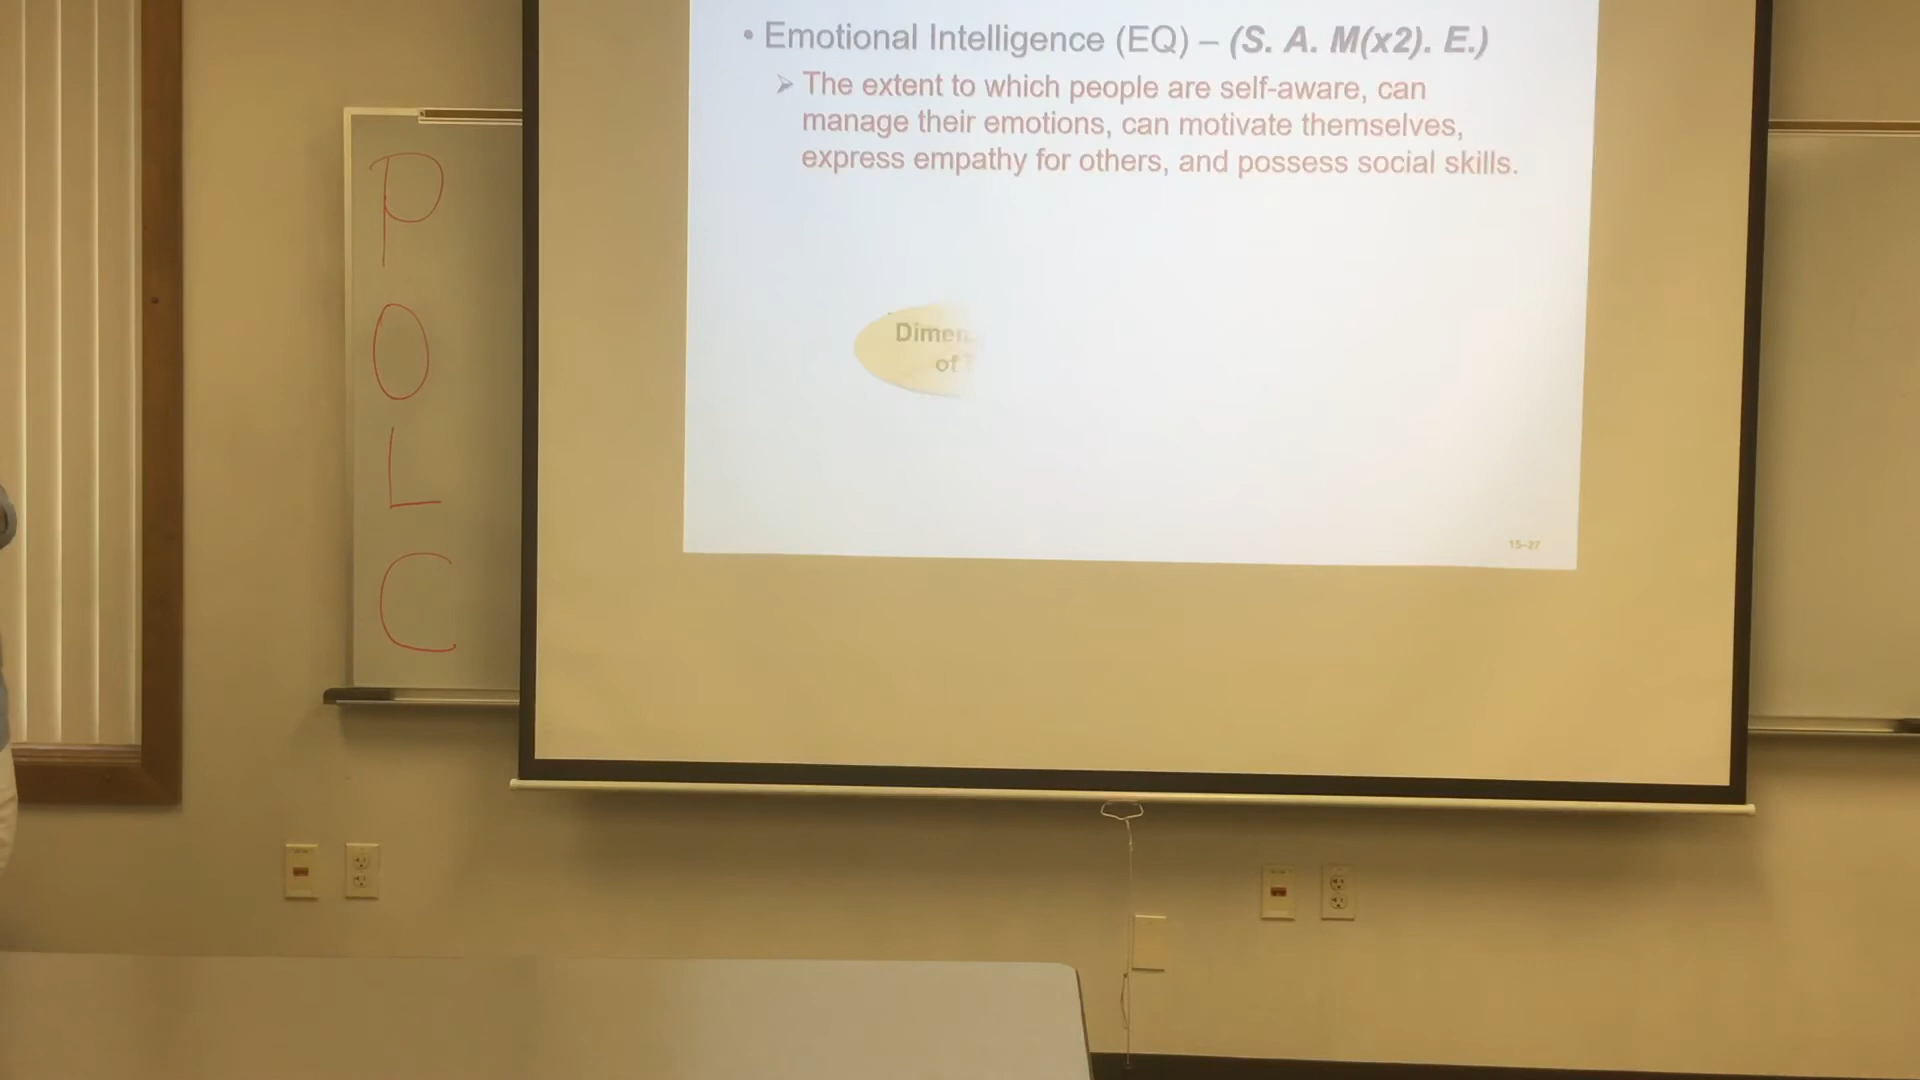 • Emotional Intelligence (EQ) – (S. A. M(x2). E.)
➢ The extent to which people are self-aware, can
manage their emotions, can motivate themselves,
express empathy for others, and possess social skills.
of
15–27
P
O
L
C